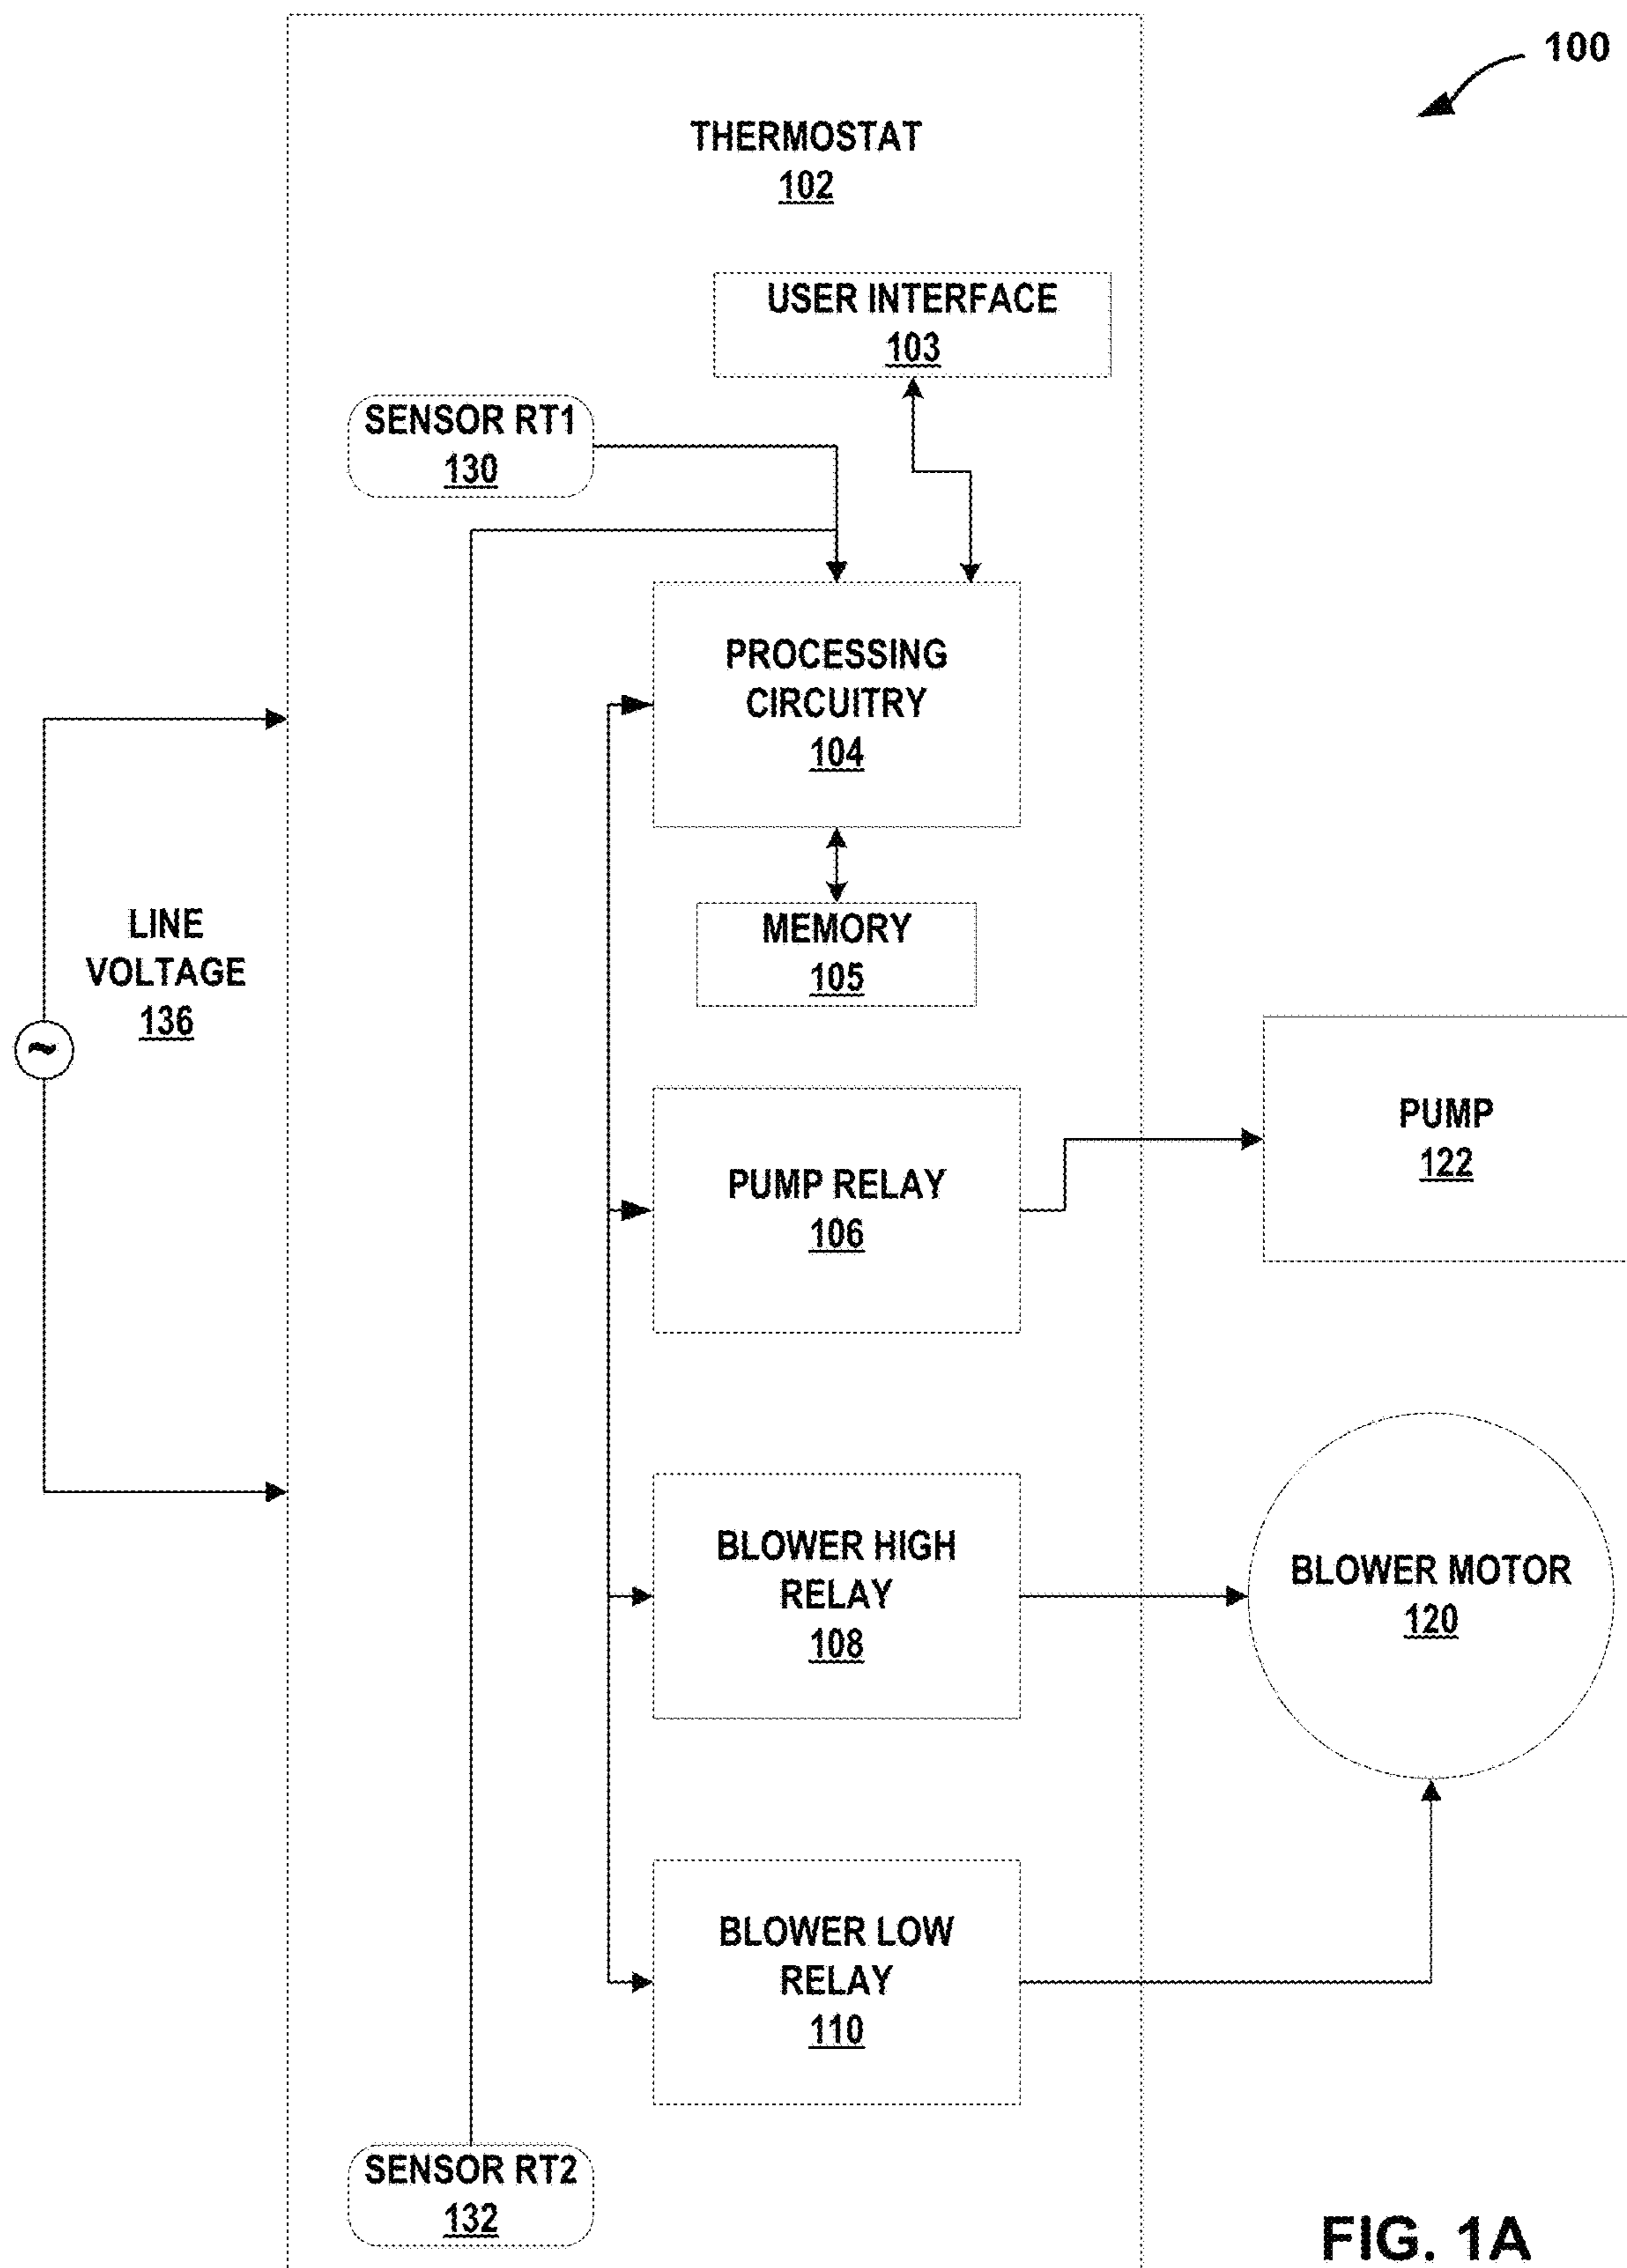 100
THERMOSTAT
102
USER INTERFACE
103
SENSOR RT1
130
PROCESSING
CIRCUITRY
104
LINE
VOLTAGE
136
~
MEMORY
105
PUMP
122
PUMP RELAY
106
BLOWER HIGH
RELAY
108
BLOWER MOTOR
120
BLOWER LOW
RELAY
110
SENSOR RT2
132
FIG. 1A